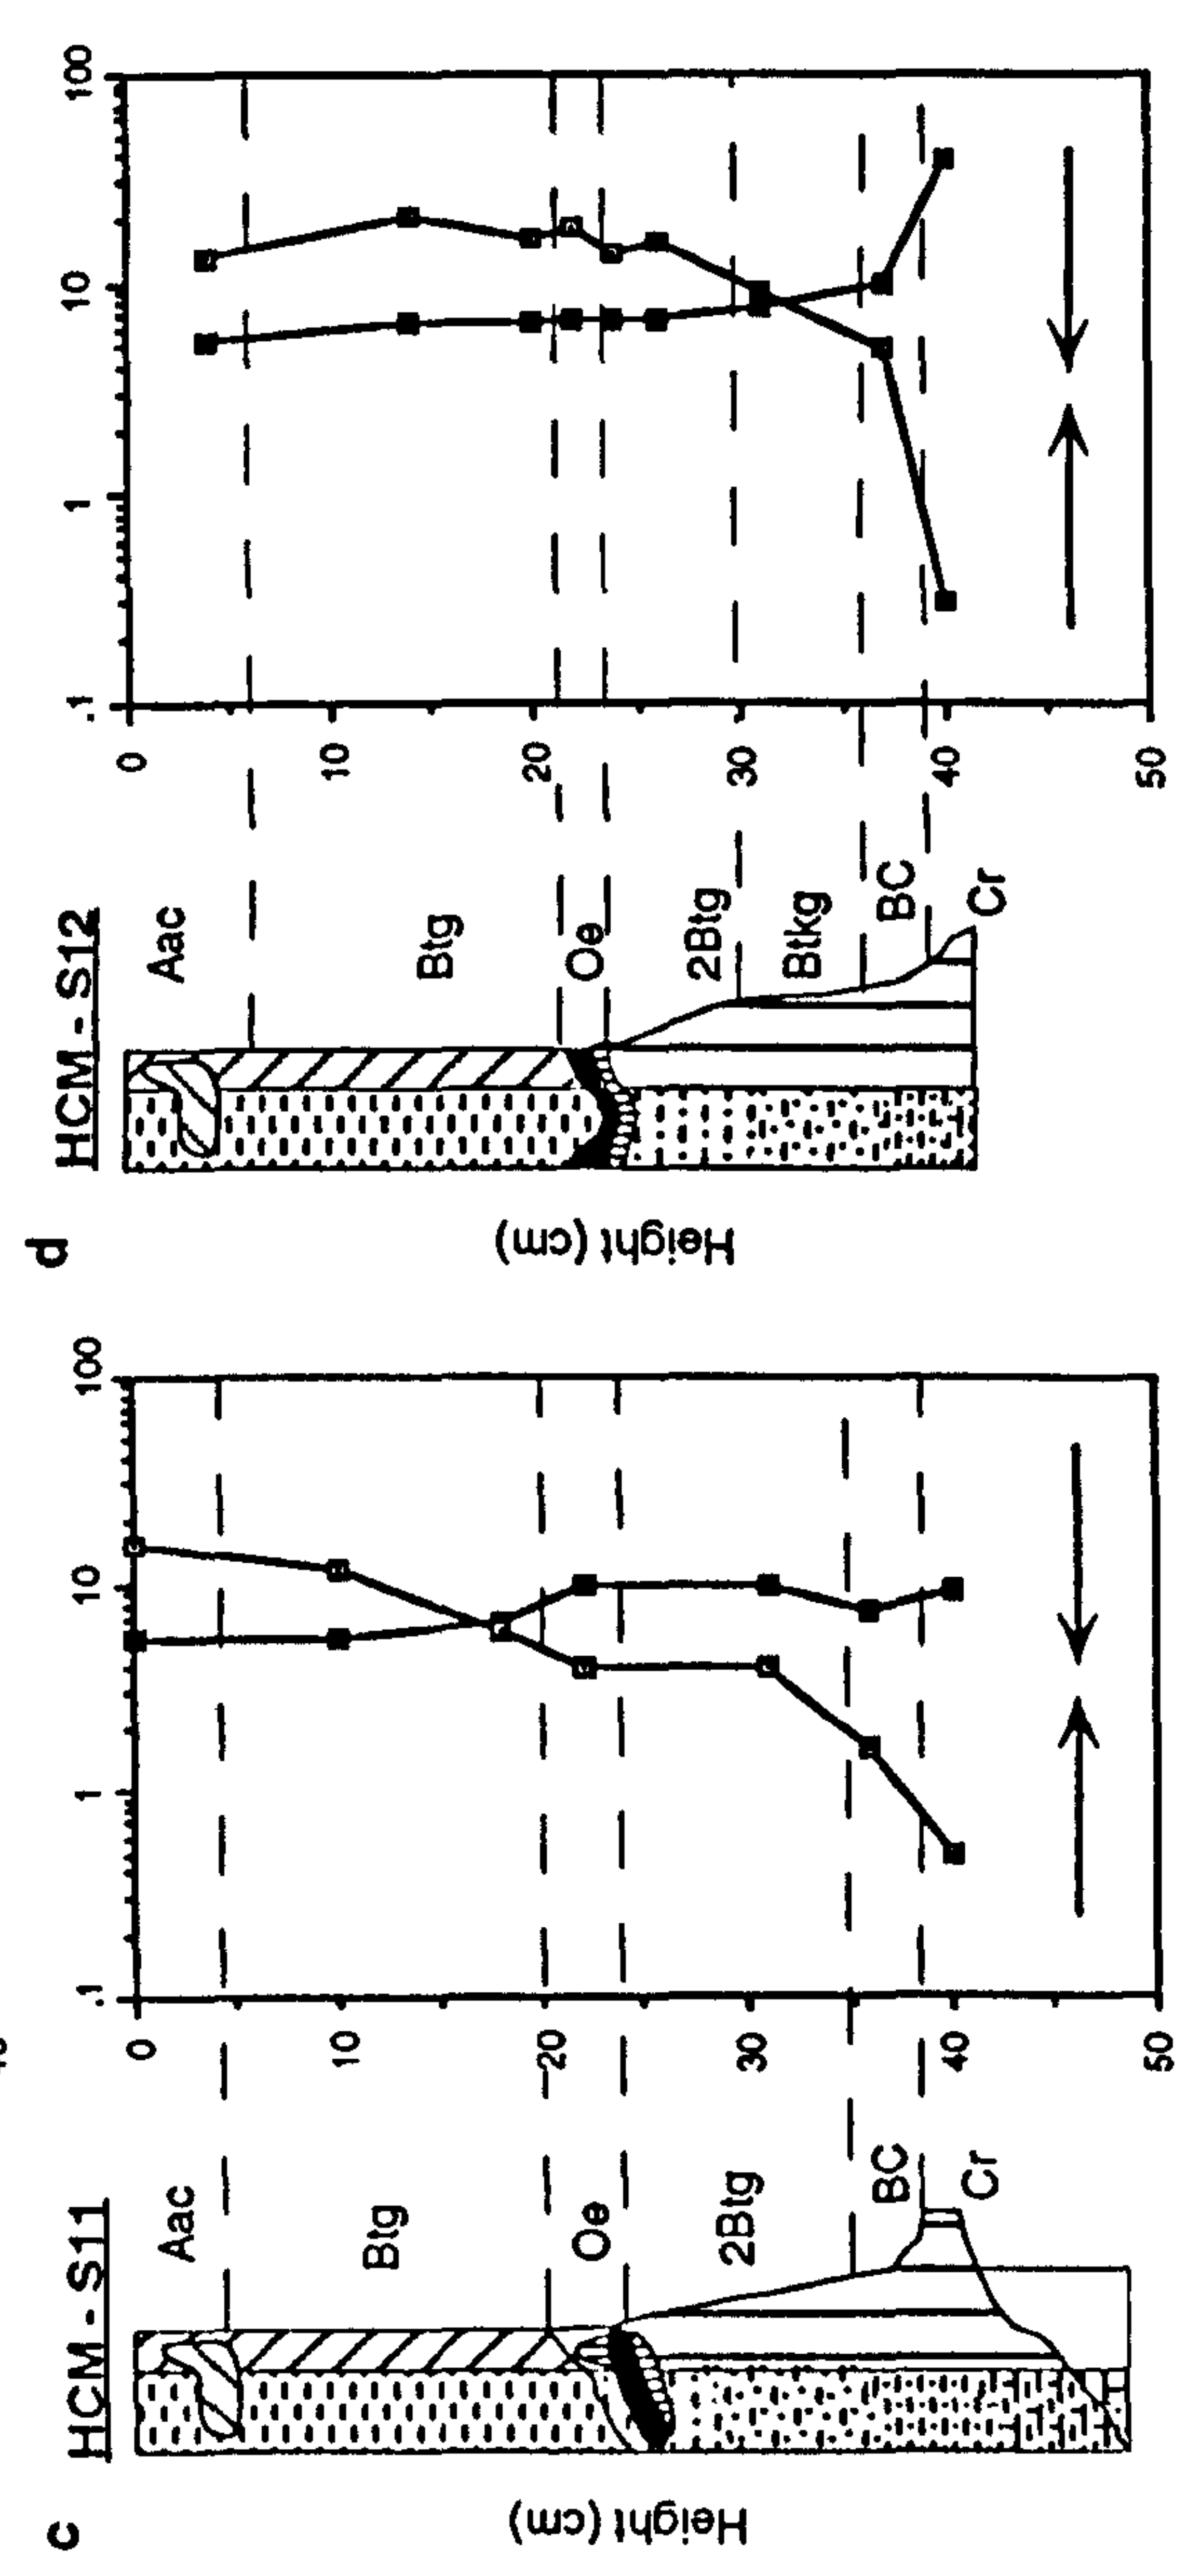 c
HCM - S11
Height (cm)
Aac
Btg
Oe
2Btg
BC
Cr
.1 1 10 100
0
10
20
30
40
50
d
HCM - S12
Height (cm)
Aac
Btg
Oe
2Btg
Btkg
BC
Cr
.1 1 10 100
0
10
20
30
40
50